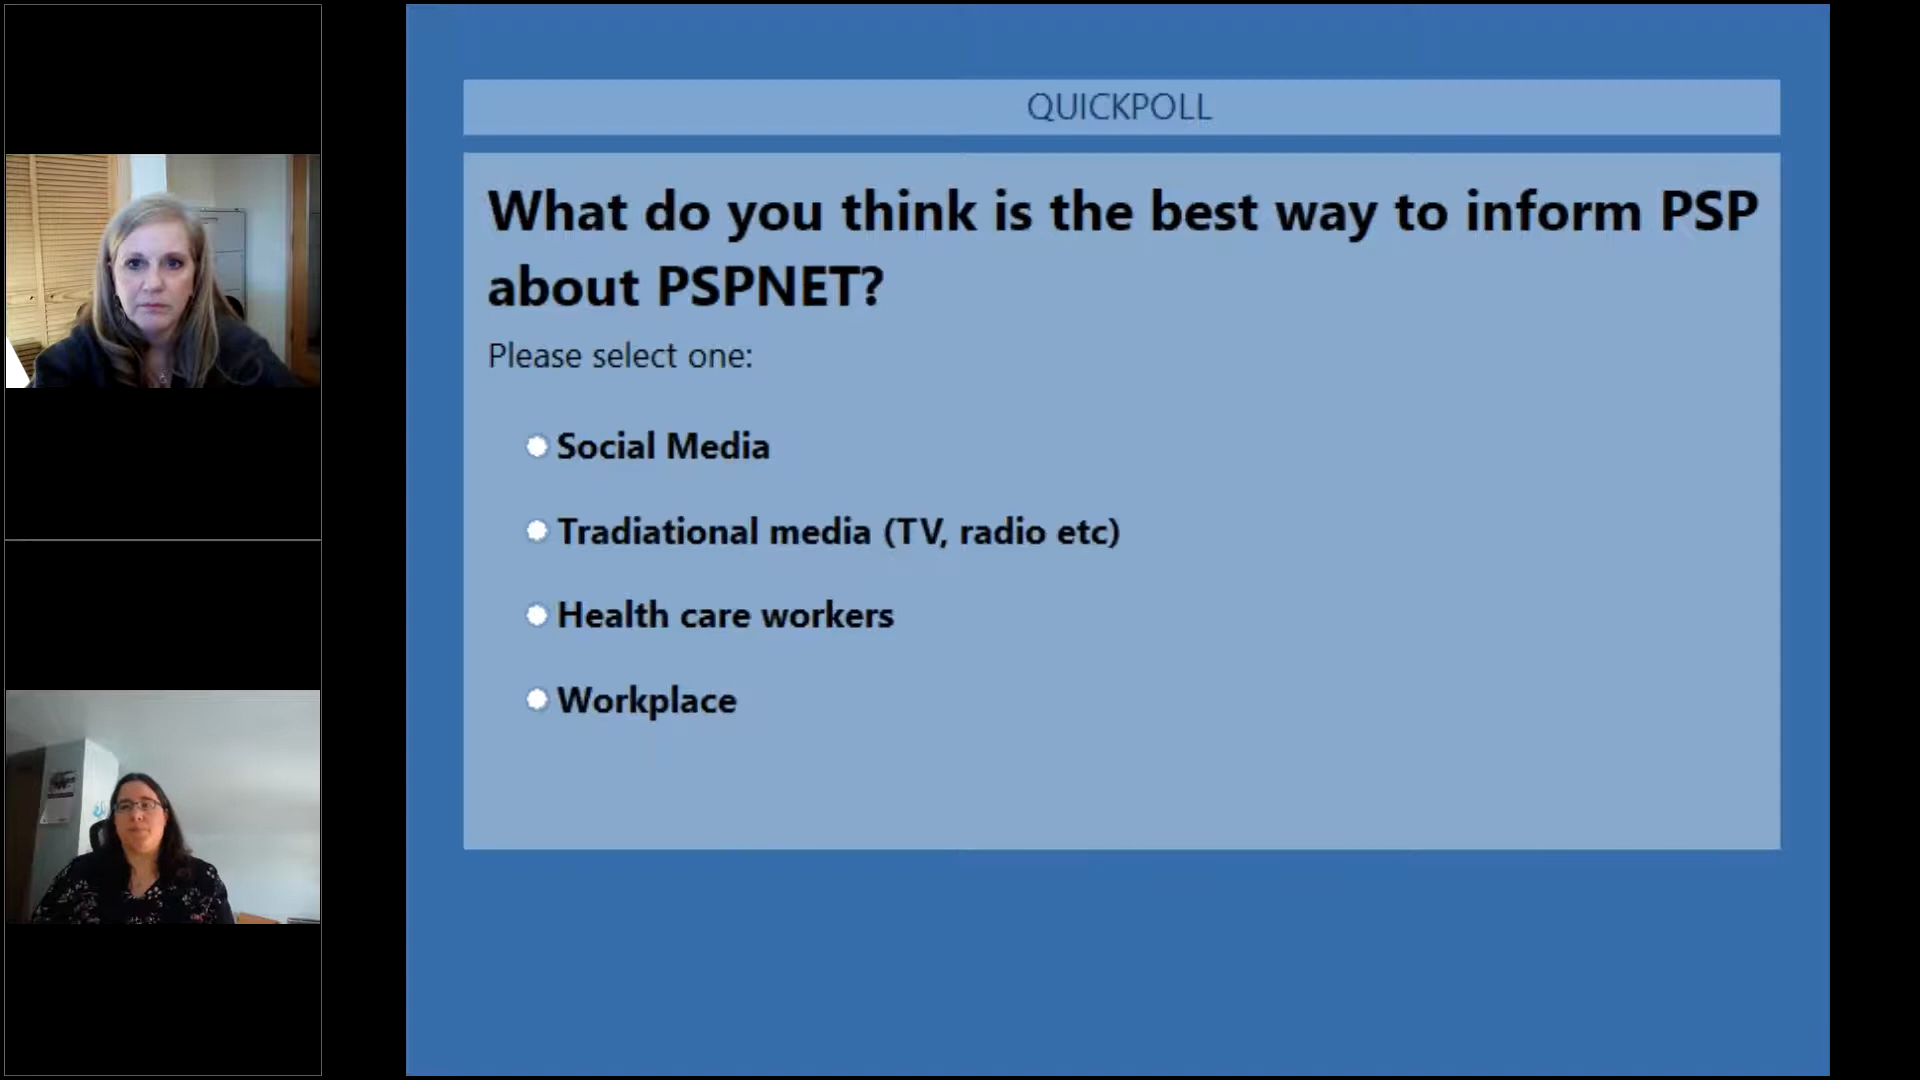 QUICKPOLL
What do you think is the best way to inform PSP
about PSPNET?
Please select one:
Social Media
Tradiational media (TV, radio etc)
Health care workers
Workplace